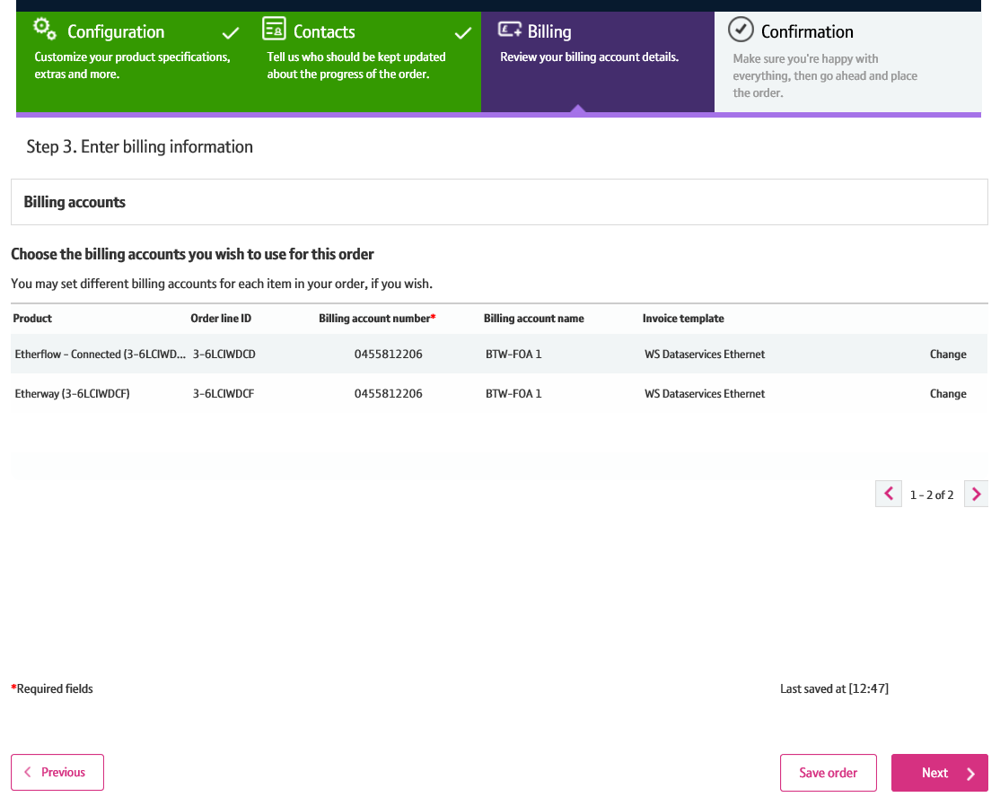 Configuration
Customize your product specifications,
extras and more.
Contacts
Tell us who should be kept updated
about the progress of the order.
Billing
Review your billing account details.
Confirmation
Make sure you're happy with
everything, then go ahead and place
the order.
Step 3. Enter billing information
Billing accounts
Choose the billing accounts you wish to use for this order
You may set different billing accounts for each item in your order, if you wish.
Product Order line ID Billing account number* Billing account name Invoice template
Etherflow - Connected (3-6LCIWD... 3-6LCIWDCD 0455812206 BTW-FOA 1 WS Dataservices Ethernet Change
Etherway (3-6LCIWDCF) 3-6LCIWDCF 0455812206 BTW-FOA 1 WS Dataservices Ethernet Change
1 - 2 of 2
*Required fields Last saved at [12:47]
Previous Save order Next